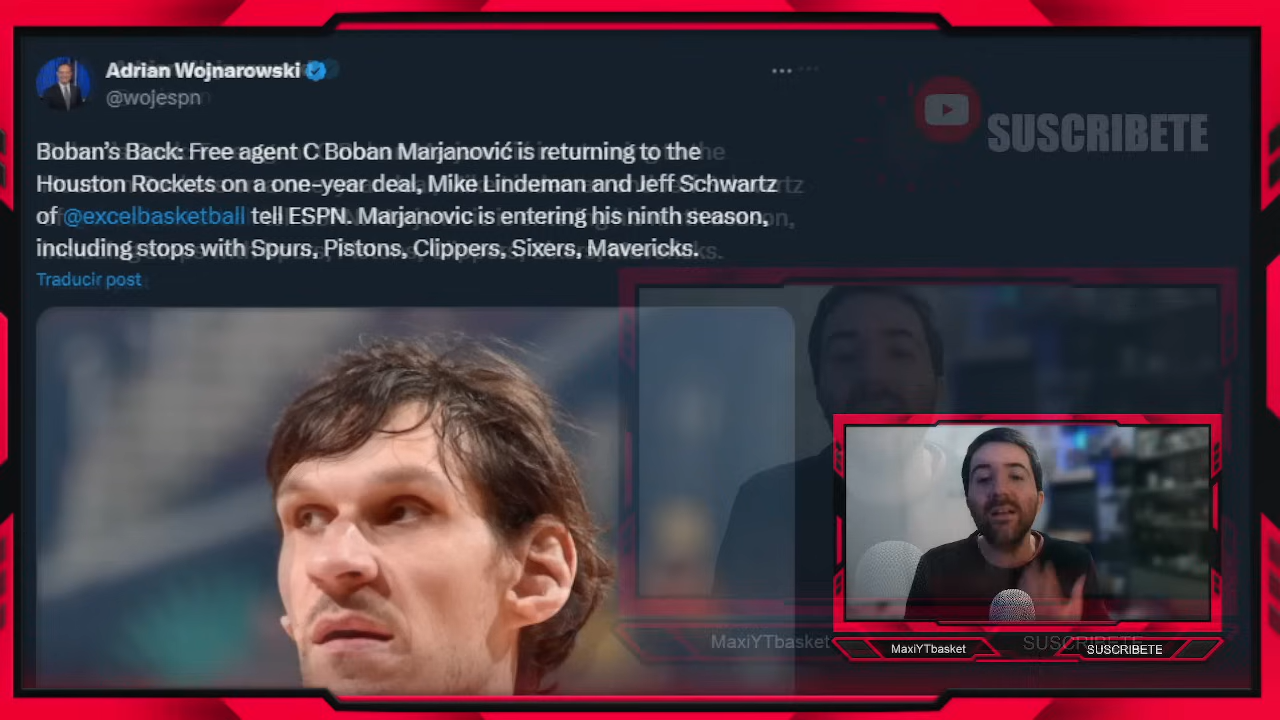 Adrian Wojnarowski
@wojespn
SUSCRIBETE
Boban's Back: Free agent C Boban Marjanović is returning to the
Houston Rockets on a one-year deal, Mike Lindeman and Jeff Schwartz
of @excelbasketball tell ESPN. Marjanovic is entering his ninth season,
including stops with Spurs, Pistons, Clippers, Sixers, Mavericks.
Traducir post
MaxiYTbasket
SUSCRIBETE
MaxiYTbasket
SUSCRIBETE